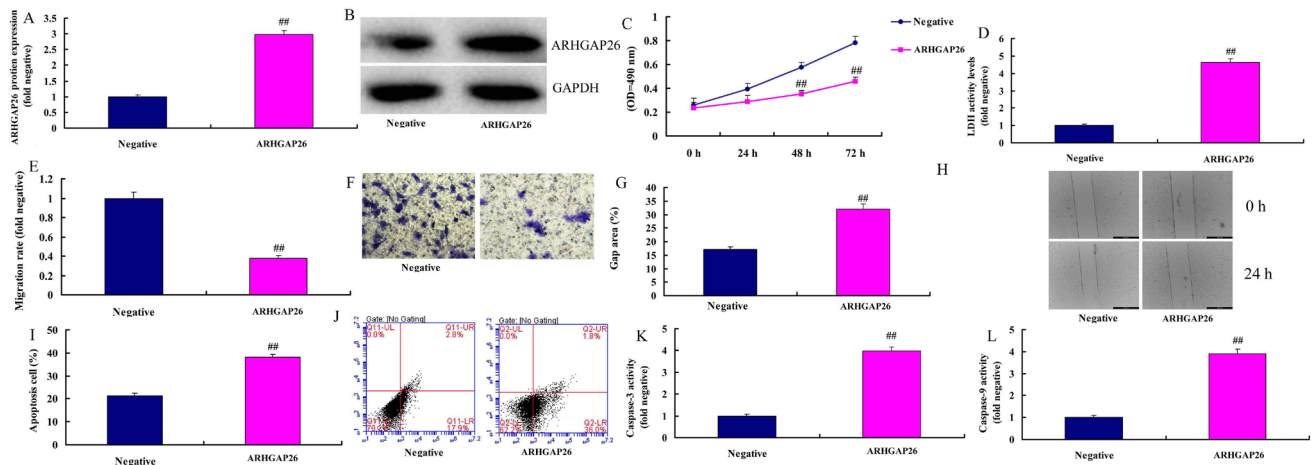 A
ARHGAP26 protien expression
(fold negative)
3.5
3
2.5
2
1.5
1
0.5
0
Negative
ARHGAP26
##
B
ARHGAP26
GAPDH
Negative
ARHGAP26
C
Negative
ARHGAP26
(OD=490 nm)
1
0.8
0.6
0.4
0.2
0
##
##
0 h
24 h
48 h
72 h
D
LDH activity levels
(fold negative)
6
5
4
3
2
1
0
##
Negative
ARHGAP26
E
Migration rate (fold negative)
1.2
1
0.8
0.6
0.4
0.2
0
##
Negative
ARHGAP26
F
Negative
G
Gap area (%)
40
35
30
25
20
15
10
5
0
##
Negative
ARHGAP26
H
0 h
24 h
Negative
ARHGAP26
I
Apoptosis cell (%)
50
40
30
20
10
0
##
Negative
ARHGAP26
J
Gate: [No Gating]
Q11-UL
0.0%
Q11-UR
2.8%
Q11-LR
17.9%
Negative
Gate: [No Gating]
Q2-UL
0.0%
Q2-UR
1.8%
Q2-LR
36.0%
ARHGAP26
K
Caspase-3 activity
(fold negative)
5
4
3
2
1
0
##
Negative
ARHGAP26
L
Caspase-9 activity
(fold negative)
5
4
3
2
1
0
##
Negative
ARHGAP26